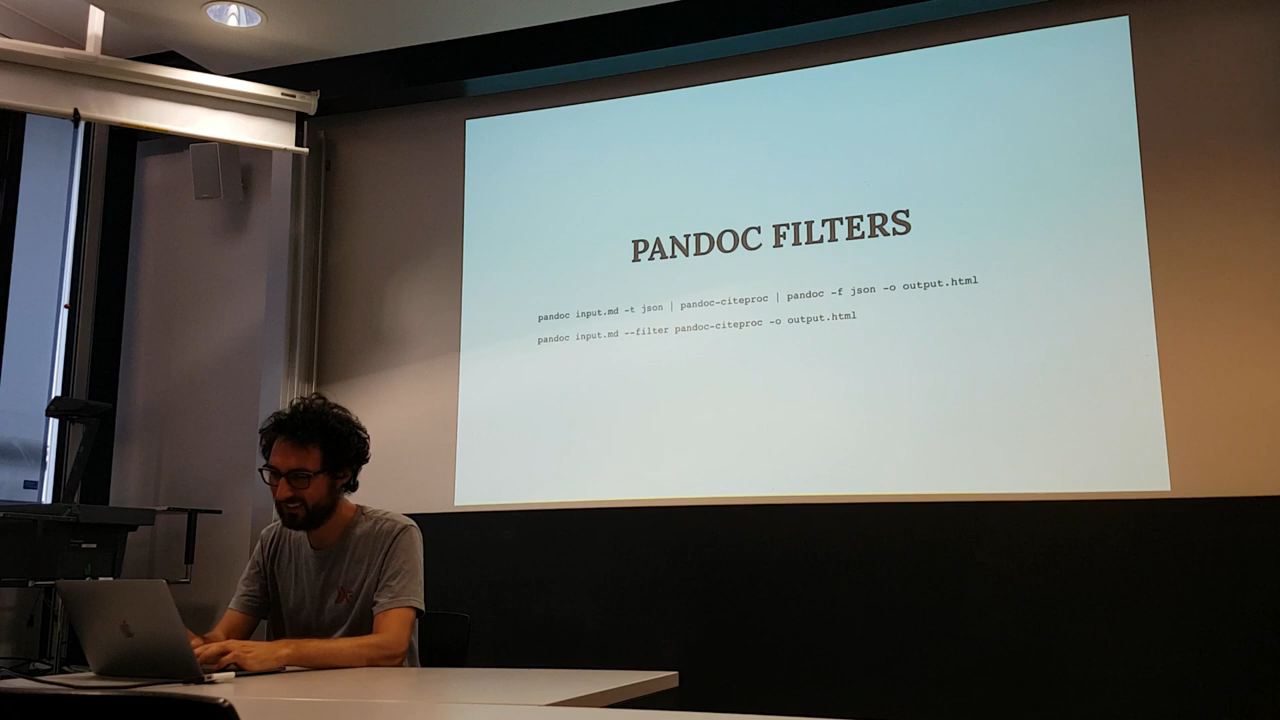 PANDOC FILTERS
pandoc input.md -t json | pandoc-citeproc | pandoc -f json -o output.html
pandoc input.md --filter pandoc-citeproc -o output.html